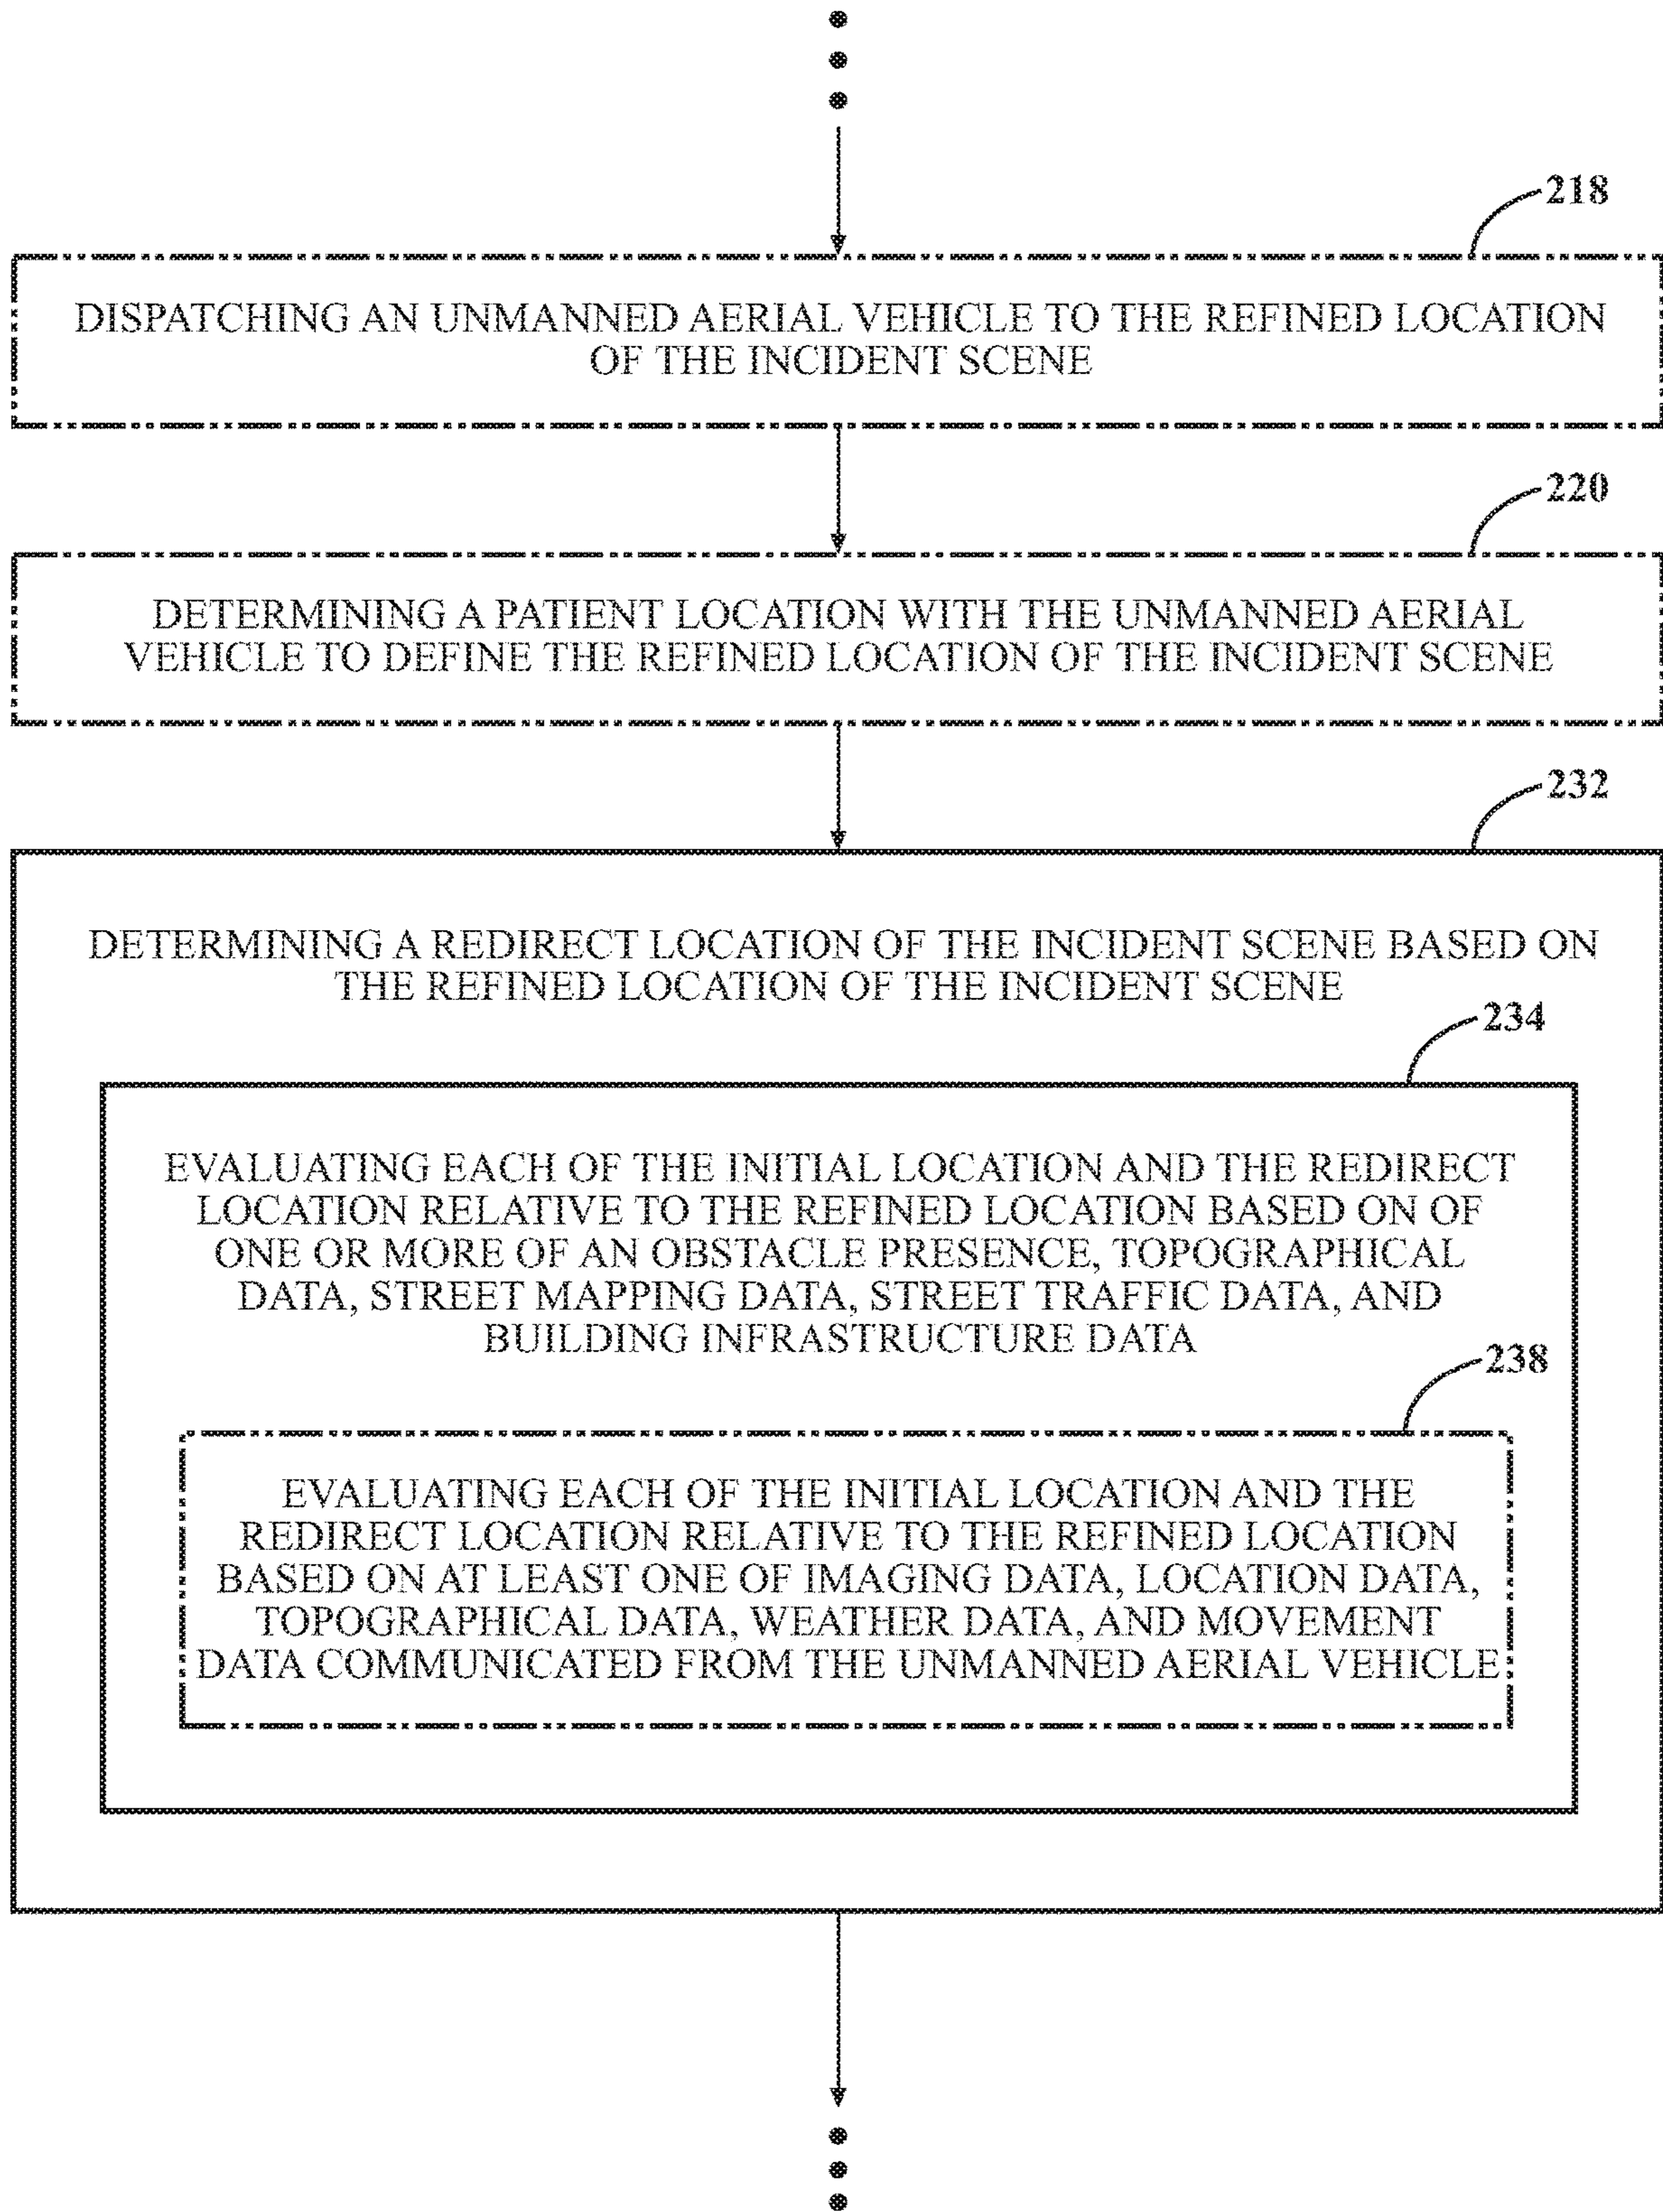 218
DISPATCHING AN UNMANNED AERIAL VEHICLE TO THE REFINED LOCATION
OF THE INCIDENT SCENE
220
DETERMINING A PATIENT LOCATION WITH THE UNMANNED AERIAL
VEHICLE TO DEFINE THE REFINED LOCATION OF THE INCIDENT SCENE
232
DETERMINING A REDIRECT LOCATION OF THE INCIDENT SCENE BASED ON
THE REFINED LOCATION OF THE INCIDENT SCENE
234
EVALUATING EACH OF THE INITIAL LOCATION AND THE REDIRECT
LOCATION RELATIVE TO THE REFINED LOCATION BASED ON OF
ONE OR MORE OF AN OBSTACLE PRESENCE, TOPOGRAPHICAL
DATA, STREET MAPPING DATA, STREET TRAFFIC DATA, AND
BUILDING INFRASTRUCTURE DATA
238
EVALUATING EACH OF THE INITIAL LOCATION AND THE
REDIRECT LOCATION RELATIVE TO THE REFINED LOCATION
BASED ON AT LEAST ONE OF IMAGING DATA, LOCATION DATA,
TOPOGRAPHICAL DATA, WEATHER DATA, AND MOVEMENT
DATA COMMUNICATED FROM THE UNMANNED AERIAL VEHICLE